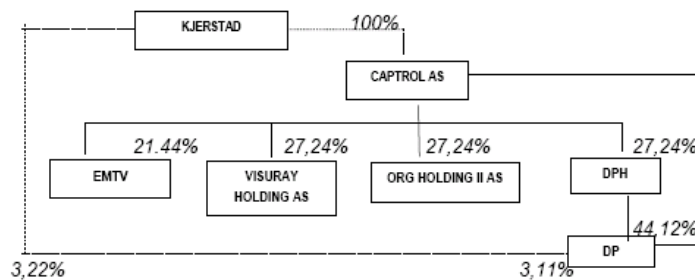 KJERSTAD
100%
CAPTROL AS
21.44%
27,24%
27,24%
27,24%
EMTV
VISURAY
HOLDING AS
ORG HOLDING II AS
DPH
44,12%
DP
3,22%
3,11%